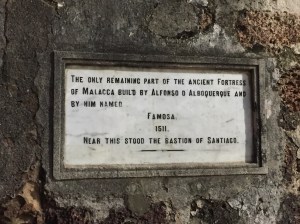 THE ONLY REMAINING PART OF THE ANCIENT FORTRESS
OF MALACCA BUILD BY ALFONSO D ALBOQUERQUE AND
BY HIM NAMED
FAMOSA.
1511.
NEAR THIS STOOD THE BASTION OF SANTIAGO.